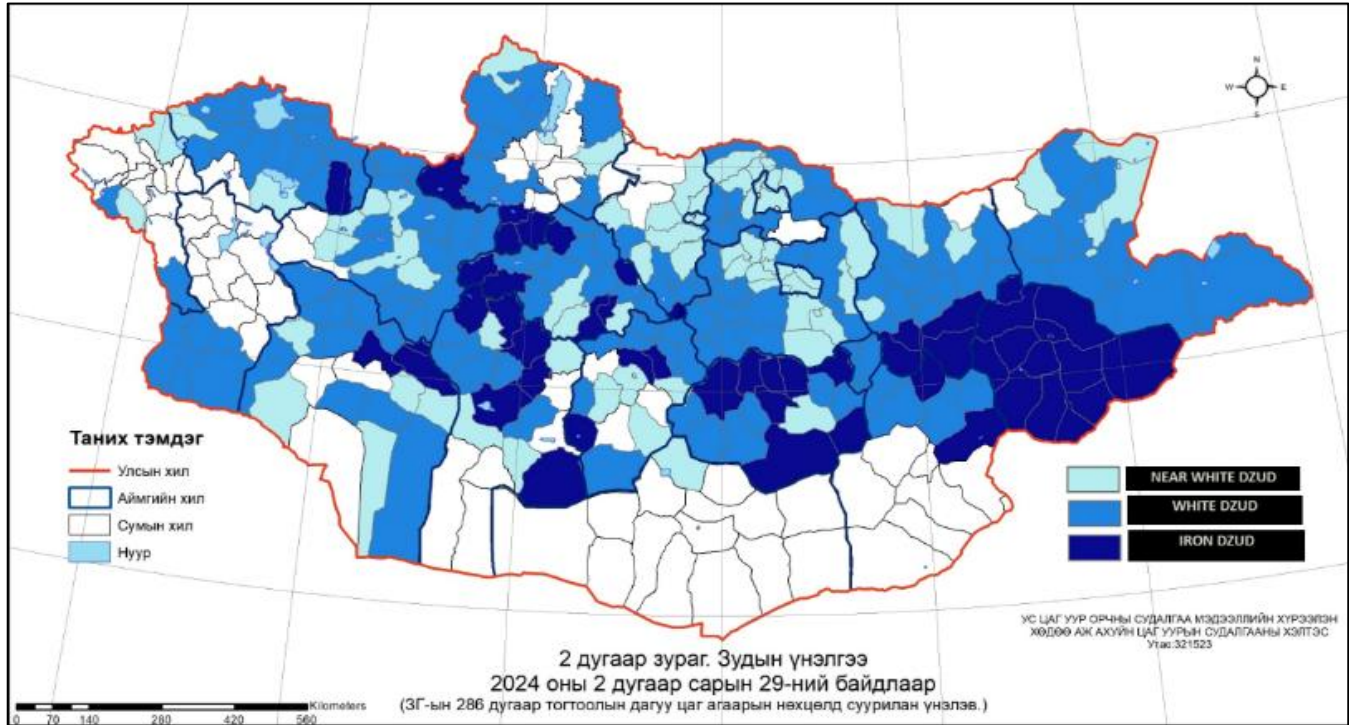 N
W E
S
Таних тэмдэг
Улсын хил
Аймгийн хил
Сумын хил
Нуур
NEAR WHITE DZUD
WHITE DZUD
IRON DZUD
УС ЦАГ УУР ОРЧНЫ СУДАЛГАА МЭДЭЭЛЛИЙН ХҮРЭЭЛЭН
ХӨДӨӨ АЖ АХУЙН ЦАГ УУРЫН СУДАЛГААНЫ ХЭЛТЭС
Утас:321523
2 дугаар зураг. Зудын үнэлгээ
2024 оны 2 дугаар сарын 29-ний байдлаар
(ЗГ-ын 286 дугаар тогтоолын дагуу цаг агаарын нөхцөлд суурилан үнэлэв.)
Kilometers
0 70 140 280 420 560